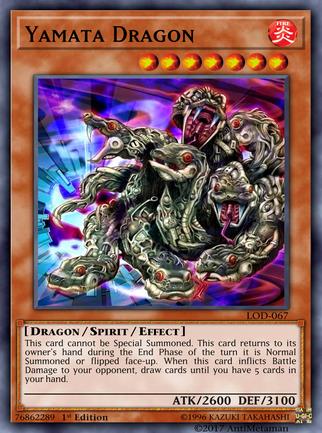 YAMATA DRAGON
FIRE
炎
LOD-067
[DRAGON/SPIRIT/EFFECT]
This card cannot be Special Summoned. This card returns to its
owner's hand during the End Phase of the turn it is Normal
Summoned or flipped face-up. When this card inflicts Battle
Damage to your opponent, draw cards until you have 5 cards in
your hand.
ATK/2600 DEF/3100
76862289 1st Edition ©1996 KAZUKI TAKAHASHI
©2017 AntiMetaman